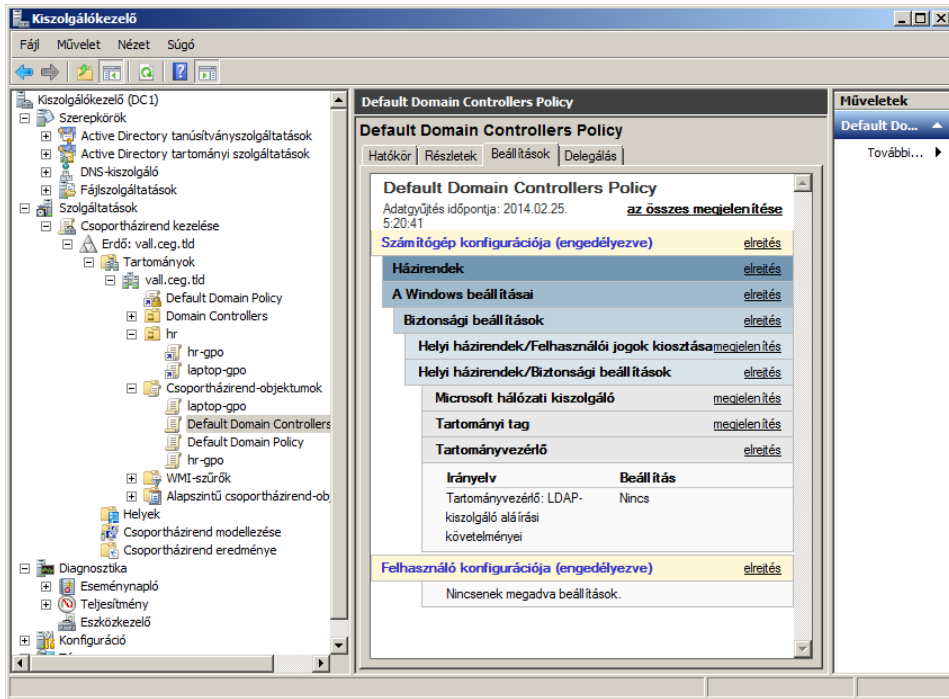 Kiszolgálókezelő
Fájl Művelet Nézet Súgó
Kiszolgálókezelő (DC1)
Szerepkörök
Active Directory tanúsítványszolgáltatások
Active Directory tartományi szolgáltatások
DNS-kiszolgáló
Fájlszolgáltatások
Szolgáltatások
Csoportházirend kezelése
Erdő: vall.ceg.tld
Tartományok
vall.ceg.tld
Default Domain Policy
Domain Controllers
hr
hr-gpo
laptop-gpo
Csoportházirend-objektumok
laptop-gpo
Default Domain Controllers
Default Domain Policy
hr-gpo
WMI-szűrők
Alapszintű csoportházirend-ob
Helyek
Csoportházirend modellezése
Csoportházirend eredménye
Diagnosztika
Eseménynapló
Teljesítmény
Eszközkezelő
Konfiguráció
Default Domain Controllers Policy
Default Domain Controllers Policy
Hatókör Részletek Beállítások Delegálás
Default Domain Controllers Policy
Adatgyűjtés időpontja: 2014.02.25. az összes megjelenítése
5:20:41
Számítógép konfigurációja (engedélyezve) elrejtés
Házirendek elrejtés
A Windows beállításai elrejtés
Biztonsági beállítások elrejtés
Helyi házirendek/Felhasználói jogok kiosztása megjelenítés
Helyi házirendek/Biztonsági beállítások elrejtés
Microsoft hálózati kiszolgáló megjelenítés
Tartományi tag megjelenítés
Tartományvezérlő elrejtés
Irányelv Beállítás
Tartományvezérlő: LDAP- Nincs
kiszolgáló aláírási
követelményei
Felhasználó konfigurációja (engedélyezve) elrejtés
Nincsenek megadva beállítások.
Műveletek
Default Do...
További...